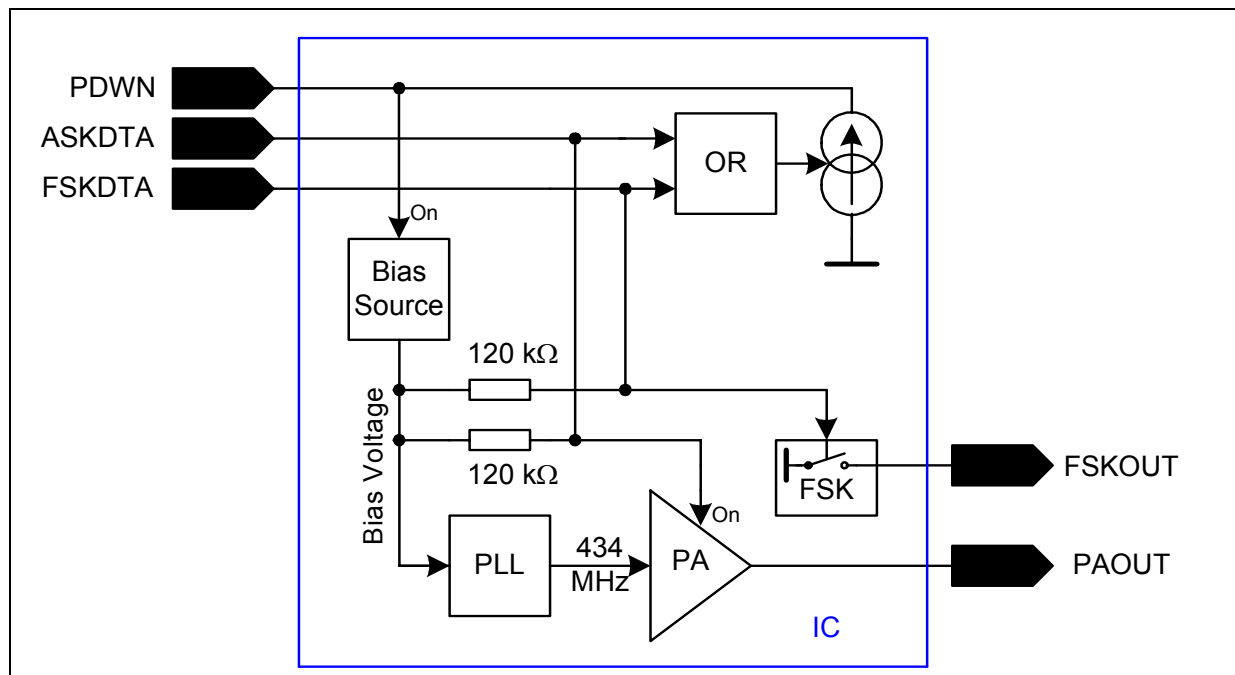 PDWN
ASKDTA
FSKDTA
OR
On
Bias
Source
120 kΩ
Bias Voltage
120 kΩ
FSK
FSKOUT
On
PLL
434
MHz
PA
PAOUT
IC